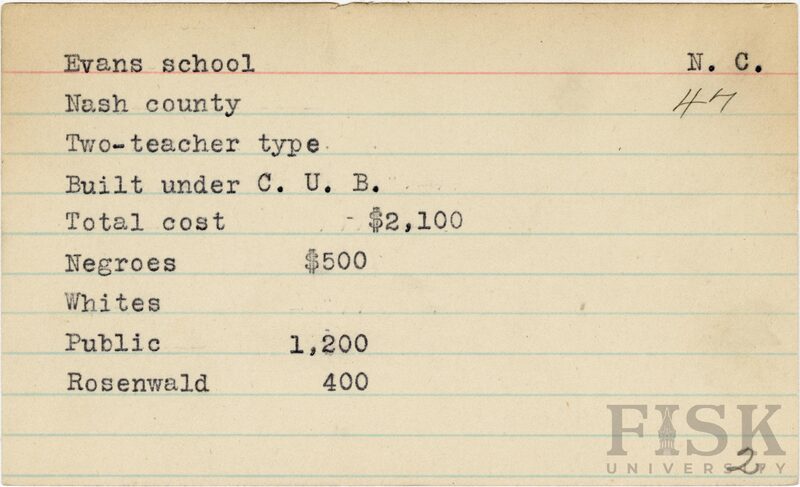 Evans school N. C.
Nash county 47
Two-teacher type
Built under C. U. B.
Total cost $2,100
Negroes $500
Whites
Public 1,200
Rosenwald 400
FISK
UNIVERSITY
2